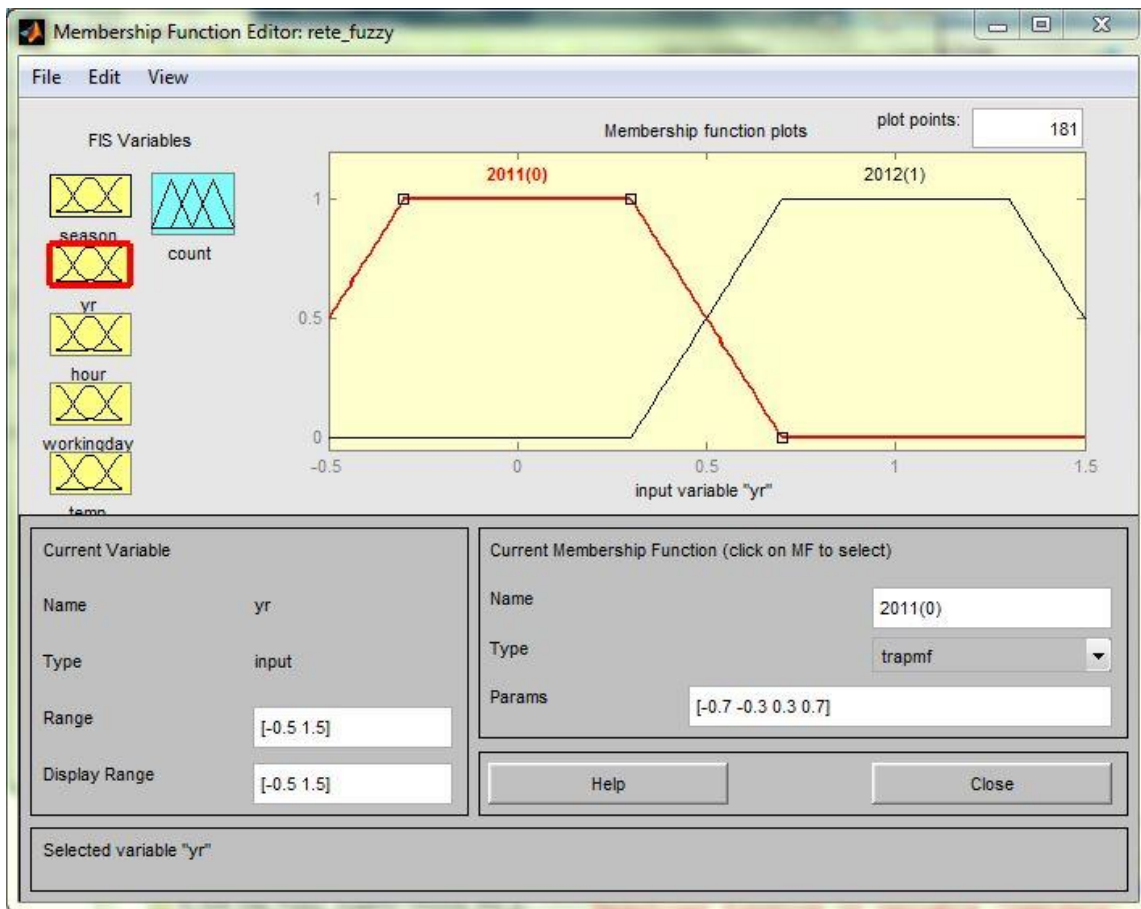 Membership Function Editor: rete_fuzzy
File Edit View
FIS Variables
Membership function plots
plot points:
181
season
count
yr
hour
workingday
temp
2011(0)
2012(1)
1
0.5
0
-0.5 0 0.5 1 1.5
input variable "yr"
Current Variable
Name yr
Type input
Range [-0.5 1.5]
Display Range [-0.5 1.5]
Current Membership Function (click on MF to select)
Name 2011(0)
Type trapmf
Params [-0.7 -0.3 0.3 0.7]
Help Close
Selected variable "yr"